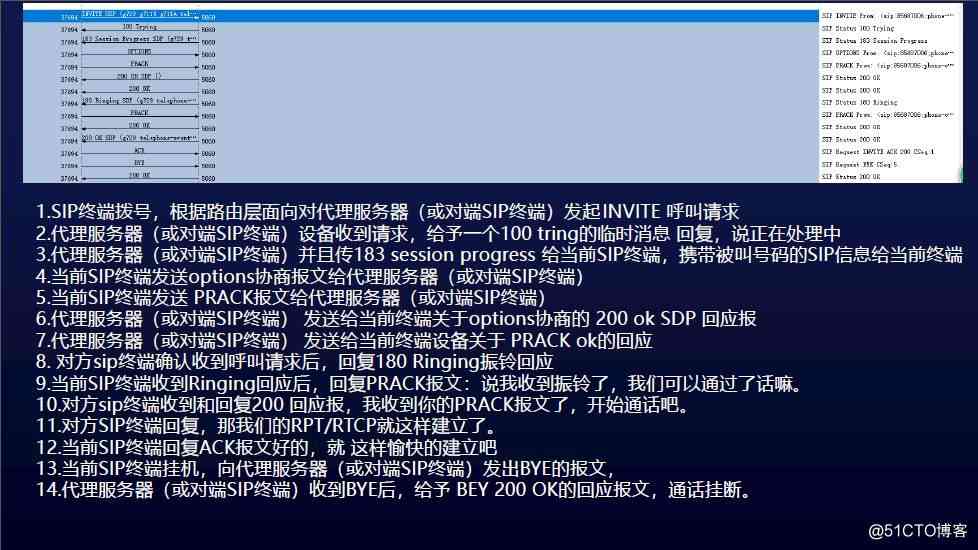 INVITE SDP (g729 g711U g711A tel⋯
37894 5060
100 Trying
37894 5060
183 Session Progress SDP (g729 t⋯
37894 5060
OPTIONS
37894 5060
PRACK
37894 5060
200 OK SDP ()
37894 5060
200 OK
37894 5060
180 Ringing SDP (g729 telephone-⋯
37894 5060
PRACK
37894 5060
200 OK
37894 5060
200 OK SDP (g729 telephone-event⋯
37894 5060
ACK
37894 5060
BYE
37894 5060
200 OK
37894 5060
SIP INVITE From: <sip:85687006;phone-⋯
SIP Status 100 Trying
SIP Status 183 Session Progress
SIP OPTIONS From: <sip:85687006;phone⋯
SIP PRACK From: <sip:85687006;phone-c⋯
SIP Status 200 OK
SIP Status 200 OK
SIP Status 180 Ringing
SIP PRACK From: <sip:85687006;phone-c⋯
SIP Status 200 OK
SIP Status 200 OK
SIP Request INVITE ACK 200 CSeq:1
SIP Request BYE CSeq:5
SIP Status 200 OK
1.SIP终端拨号，根据路由层面向对代理服务器（或对端SIP终端）发起INVITE 呼叫请求
2.代理服务器（或对端SIP终端）设备收到请求，给予一个100 tring的临时消息 回复，说正在处理中
3.代理服务器（或对端SIP终端）并且传183 session progress 给当前SIP终端，携带被叫号码的SIP信息给当前终端
4.当前SIP终端发送options协商报文给代理服务器（或对端SIP终端）
5.当前SIP终端发送 PRACK报文给代理服务器（或对端SIP终端）
6.代理服务器（或对端SIP终端） 发送给当前终端关于options协商的 200 ok SDP 回应报
7.代理服务器（或对端SIP终端） 发送给当前终端设备关于 PRACK ok的回应
8. 对方sip终端确认收到呼叫请求后，回复180 Ringing振铃回应
9.当前SIP终端收到Ringing回应后，回复PRACK报文：说我收到振铃了，我们可以通过了话嘛。
10.对方sip终端收到和回复200 回应报，我收到你的PRACK报文了，开始通话吧。
11.对方SIP终端回复，那我们的RPT/RTCP就这样建立了。
12.当前SIP终端回复ACK报文好的，就 这样愉快的建立吧
13.当前SIP终端挂机，向代理服务器（或对端SIP终端）发出BYE的报文，
14.代理服务器（或对端SIP终端）收到BYE后，给予 BEY 200 OK的回应报文，通话挂断。
@51CTO博客